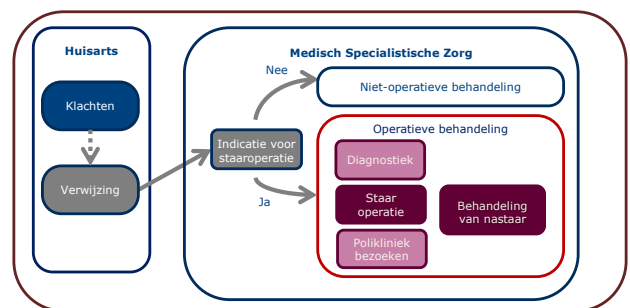 Huisarts
Klachten
Verwijzing
Medisch Specialistische Zorg
Nee
Niet-operatieve behandeling
Indicatie voor
staaroperatie
Ja
Operatieve behandeling
Diagnostiek
Staar
operatie
Polikliniek
bezoeken
Behandeling
van nastaar